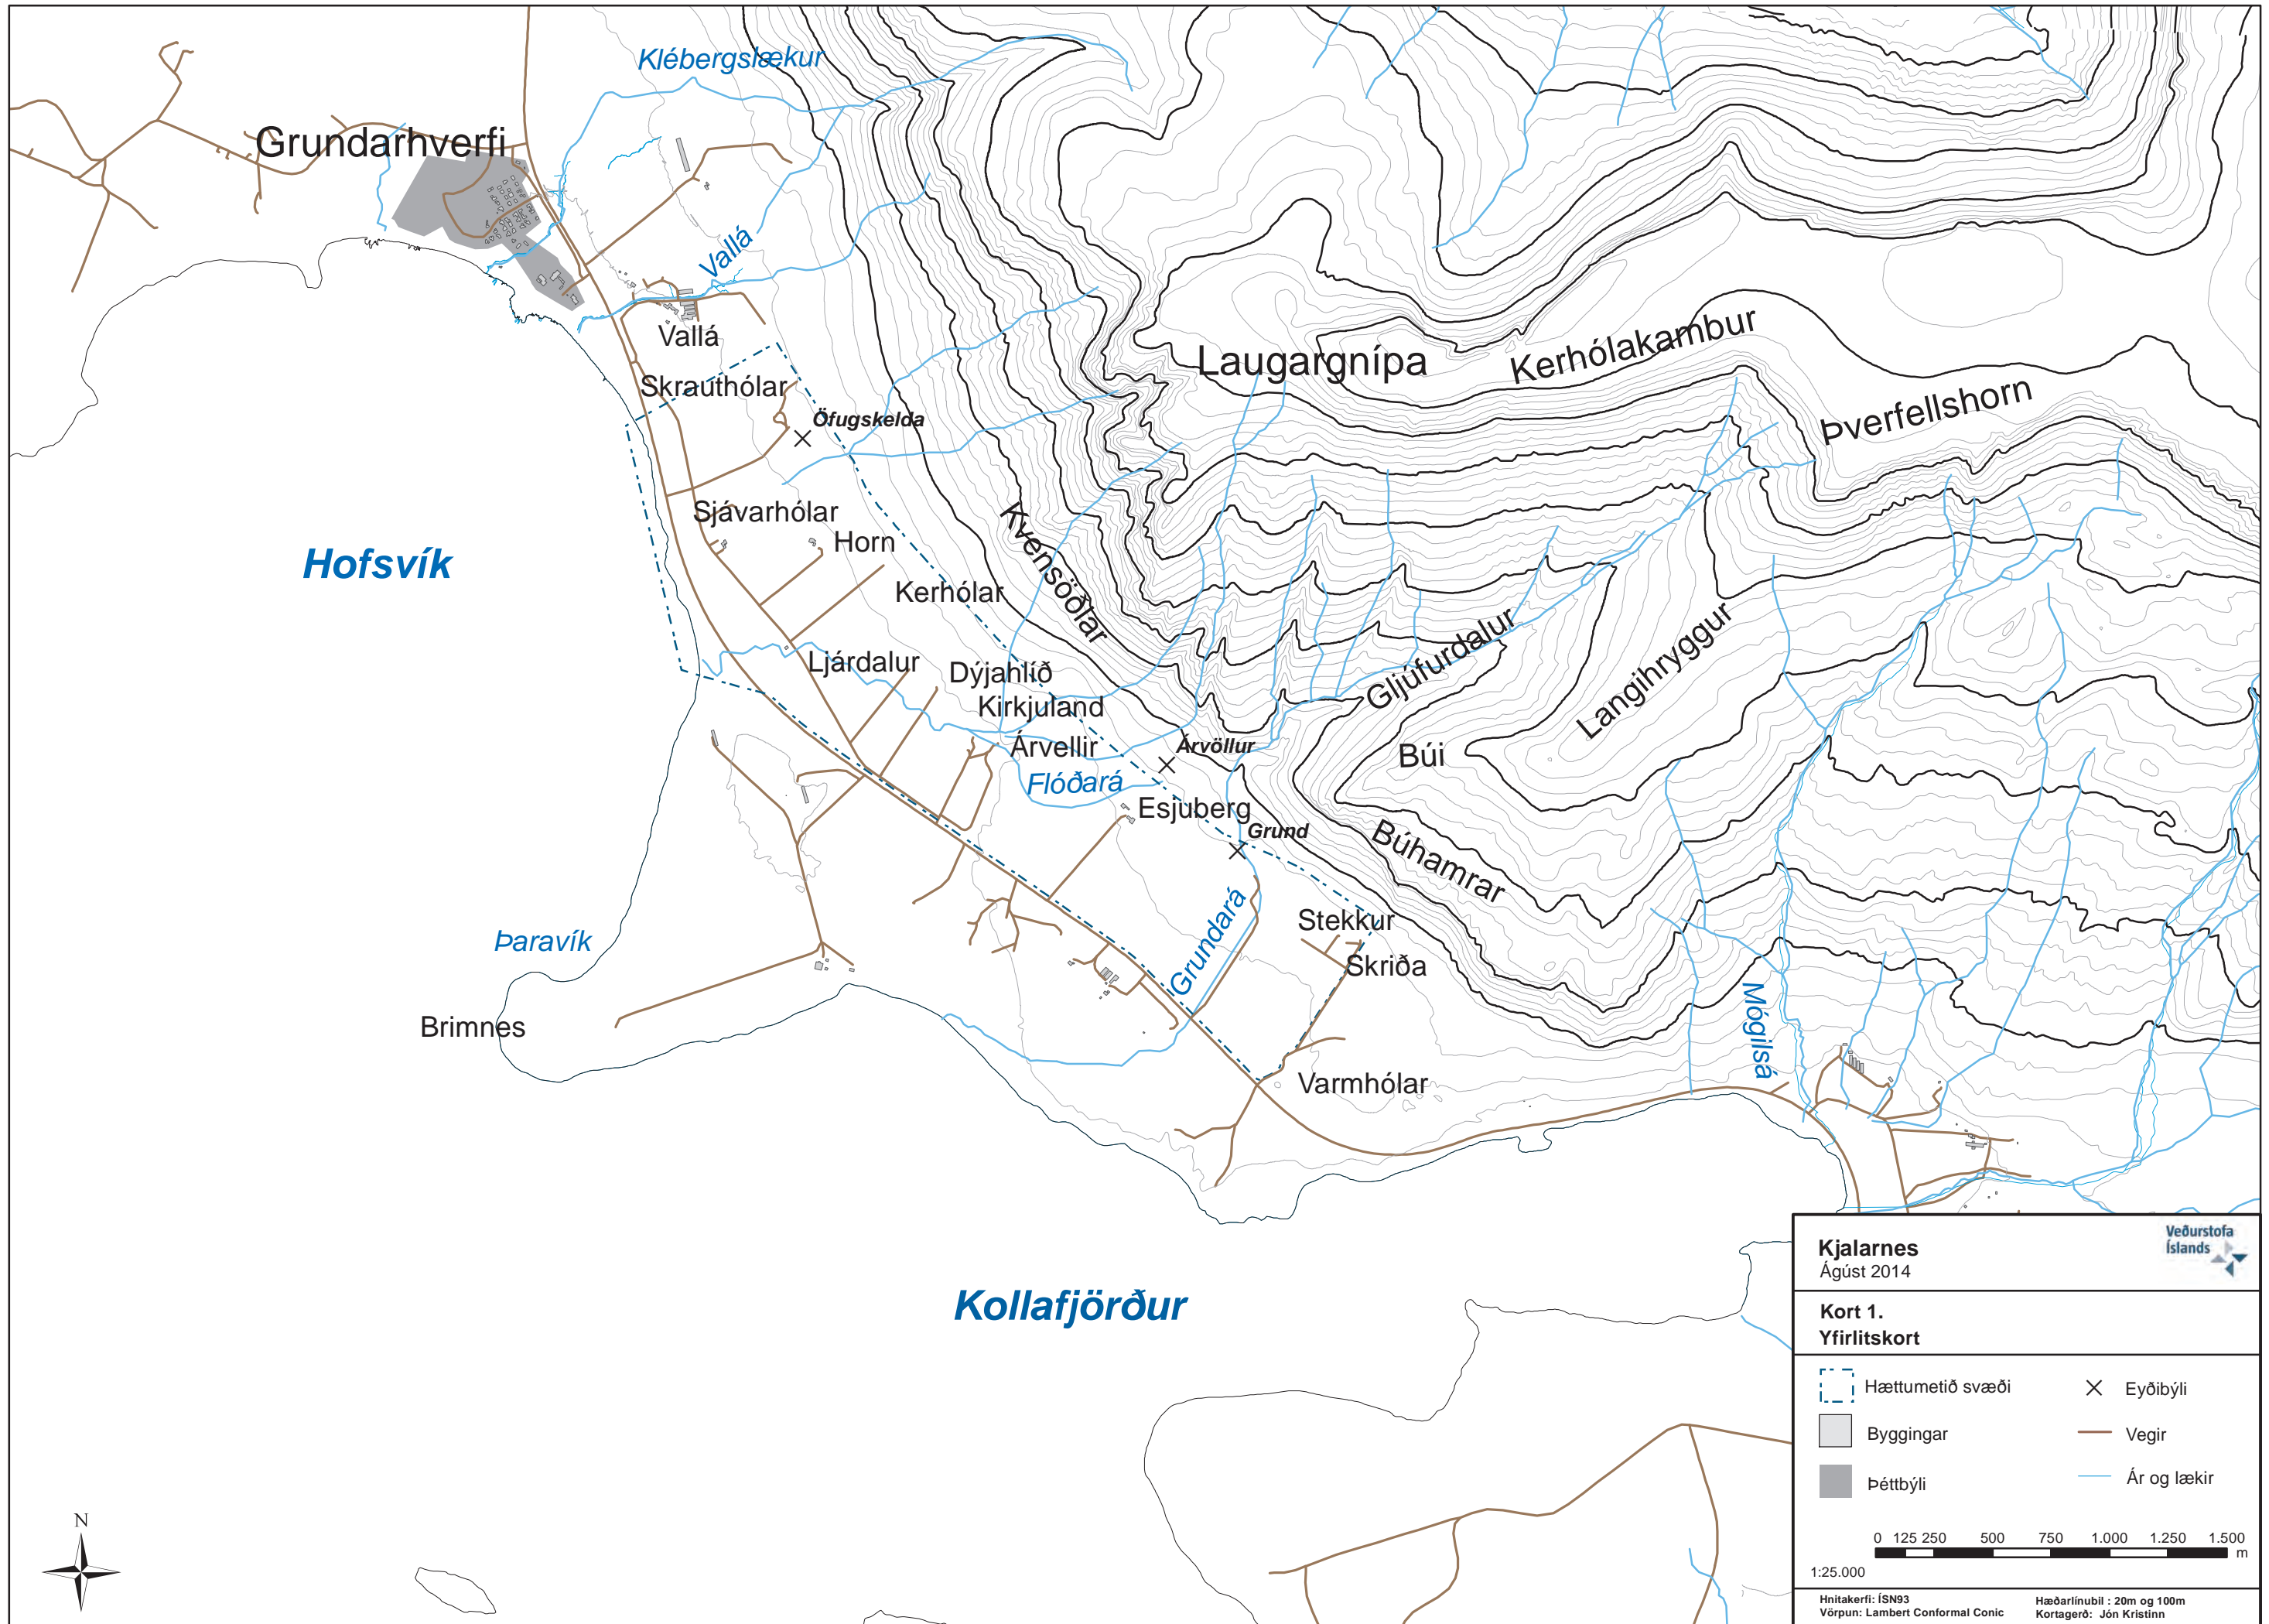 Klébergslækur
Grundarhverfi
Vallá
Vallá
Laugargnípa
Kerhólakambur
Þverfellshorn
Skrauthólar
Öfugskelda
Sjávarhólar
Horn
Kvensöðlar
Hofsvík
Kerhólar
Gljúfurdalur
Langihryggur
Ljárdalur
Dýjahlíð
Kirkjuland
Árvellir
Árvöllur
Búi
Flóðará
Esjuberg
Grund
Búhamrar
Grundará
Stekkur
Þaravík
Skriða
Brimnes
Mógilsá
Varmhólar
Kollafjörður
N
Kjalarnes
Ágúst 2014
Veðurstofa
Íslands
Kort 1.
Yfirlitskort
Hættumetið svæði
Eyðibýli
Byggingar
Vegir
Þéttbýli
Ár og lækir
0 125 250 500 750 1.000 1.250 1.500
m
1:25.000
Hnitakerfi: ÍSN93
Hæðarlínubil : 20m og 100m
Vörpun: Lambert Conformal Conic
Kortagerð: Jón Kristinn